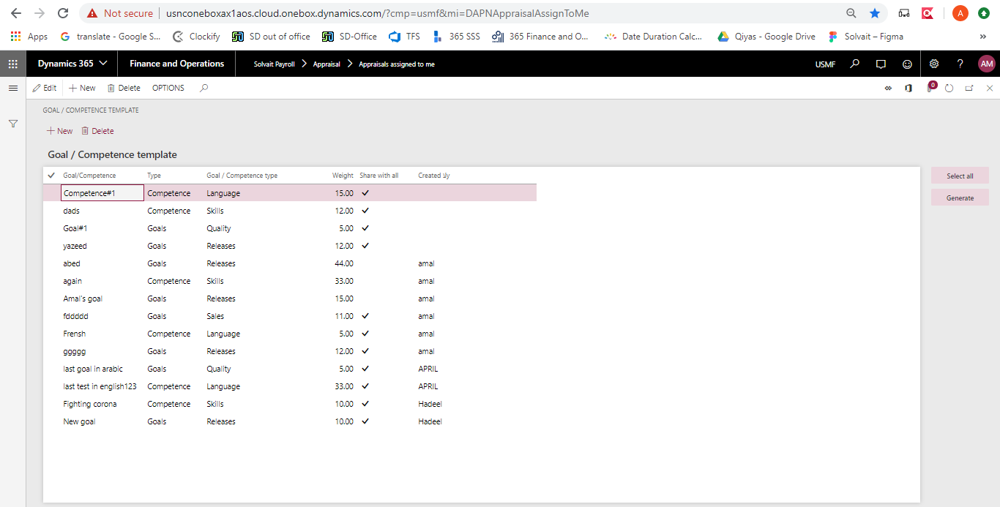 Not secure | usnconeboxax1aos.cloud.onebox.dynamics.com/?cmp=usmf&mi=DAPNAppraisalAssignToMe A
Apps translate - Google S... Clockify SD out of office SD-Office TFS 365 SSS 365 Finance and O... Date Duration Calc... Qiyas - Google Drive Solvait – Figma »
Dynamics 365 Finance and Operations Solvait Payroll > Appraisal > Appraisals assigned to me USMF ? AM
Edit + New Delete OPTIONS 0
GOAL / COMPETENCE TEMPLATE
+ New Delete
Goal / Competence template
Goal/Competence Type Goal / Competence type Weight Share with all Created by
Select all
Competence#1 Competence Language 15.00 ✓
Generate
dads Competence Skills 12.00 ✓
Goal#1 Goals Quality 5.00 ✓
yazeed Goals Releases 12.00 ✓
abed Goals Releases 44.00 amal
again Competence Skills 33.00 amal
Amal's goal Goals Releases 15.00 amal
fddddd Goals Sales 11.00 ✓ amal
Frensh Competence Language 5.00 ✓ amal
ggggg Goals Releases 12.00 ✓ amal
last goal in arabic Goals Quality 5.00 ✓ APRIL
last test in english123 Competence Language 33.00 ✓ APRIL
Fighting corona Competence Skills 10.00 ✓ Hadeel
New goal Goals Releases 10.00 ✓ Hadeel